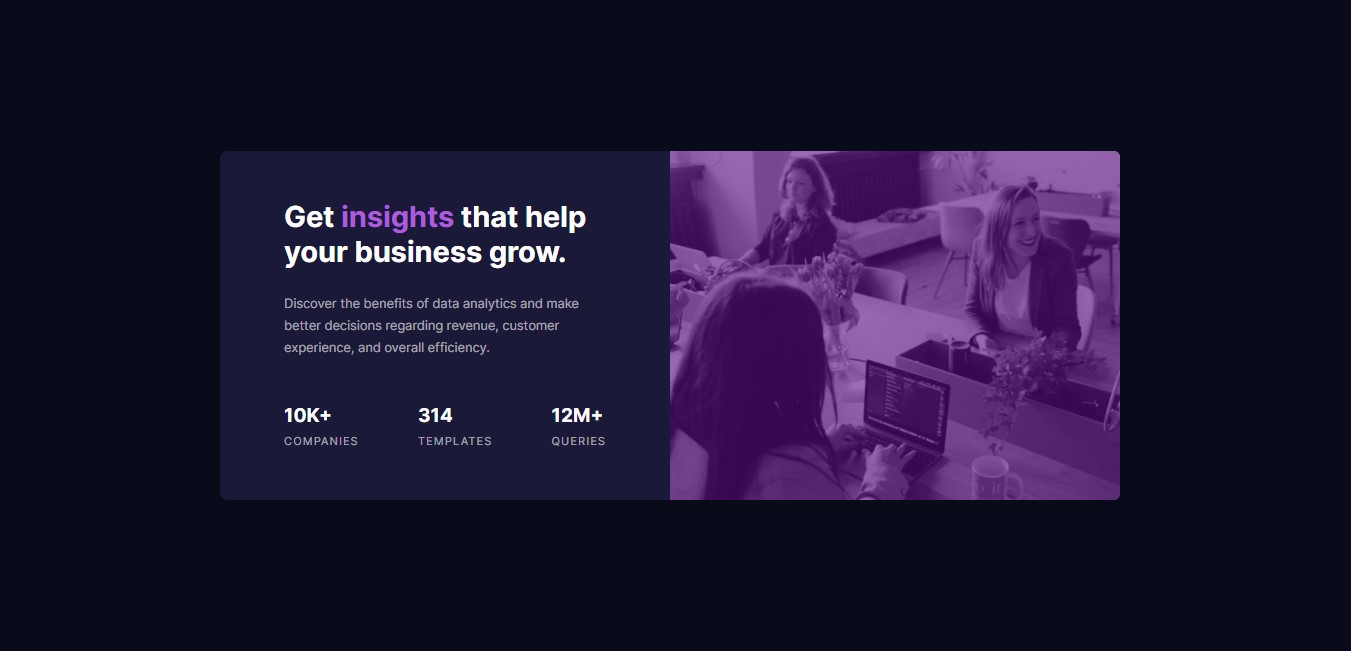 Get insights that help
your business grow.
Discover the benefits of data analytics and make
better decisions regarding revenue, customer
experience, and overall efficiency.
10K+ 314 12M+
COMPANIES TEMPLATES QUERIES